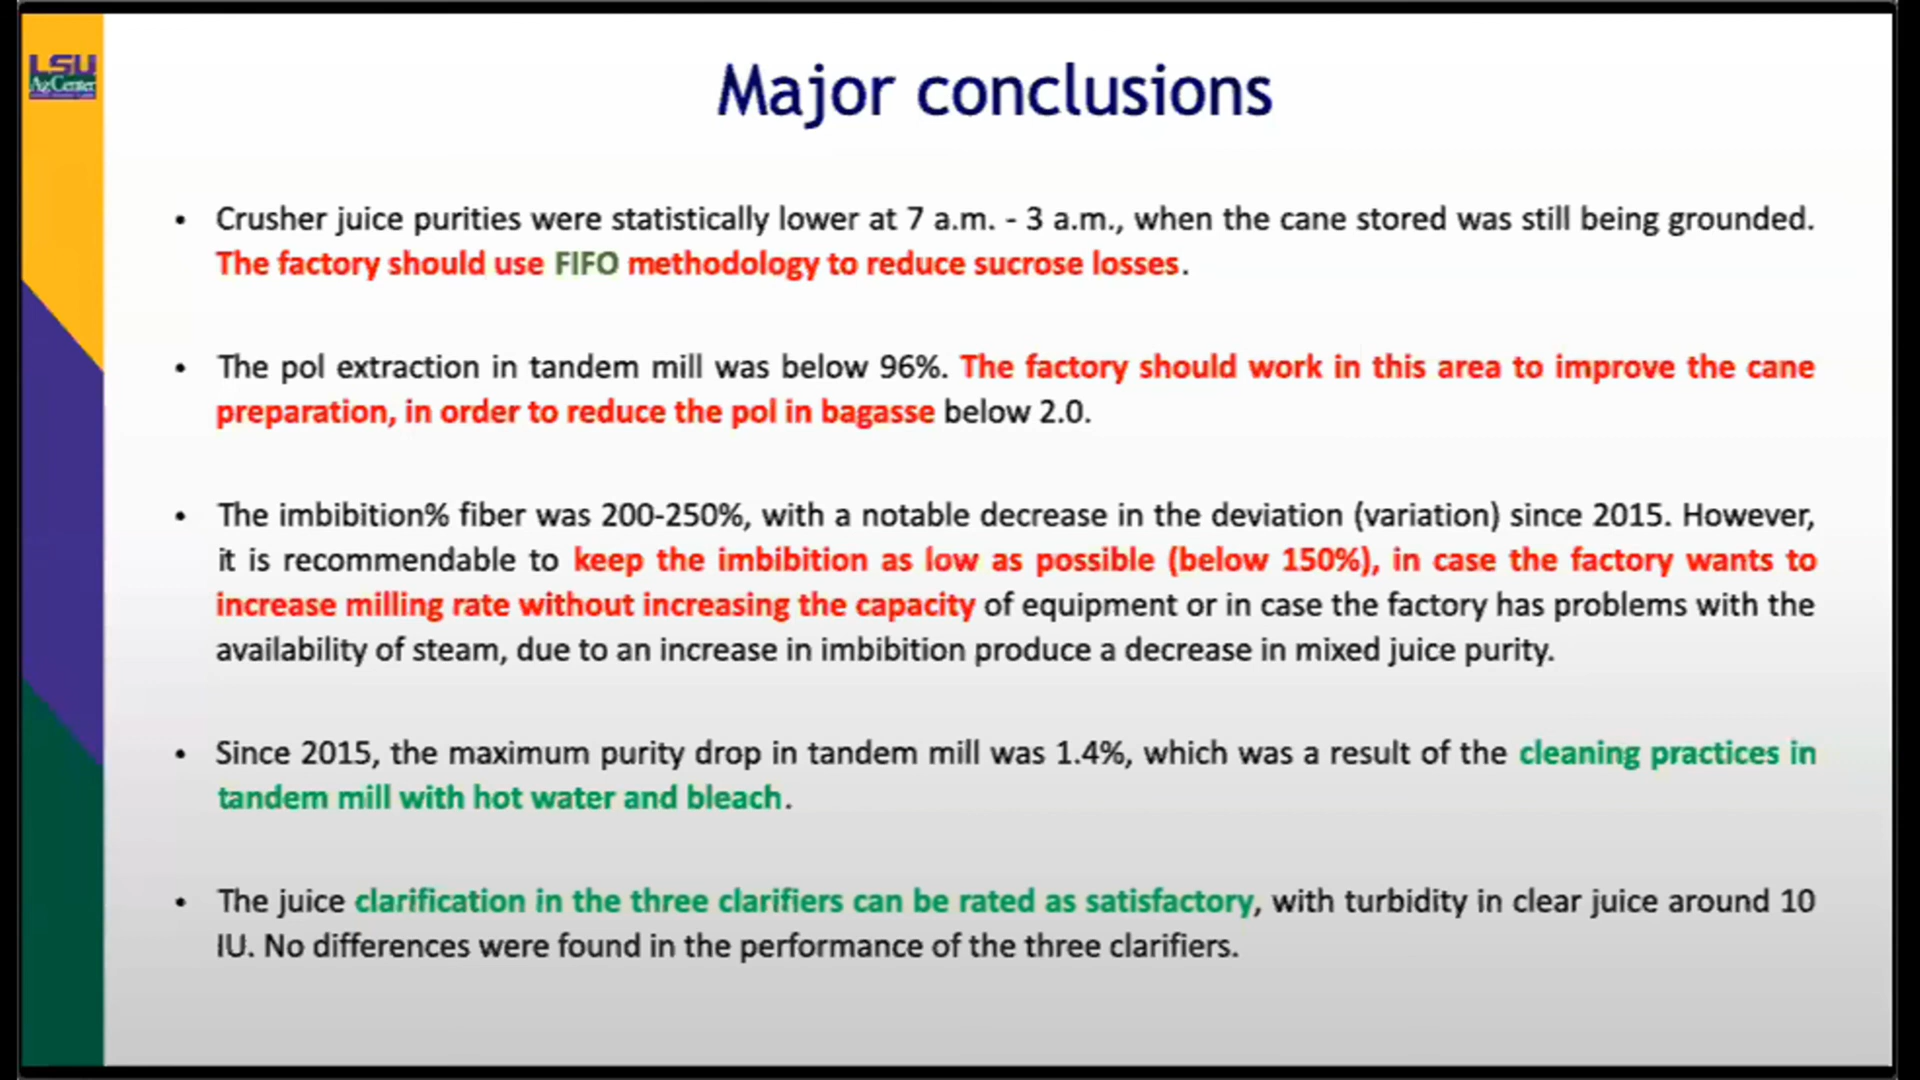 LSU
AgCenter
Major conclusions
• Crusher juice purities were statistically lower at 7 a.m. - 3 a.m., when the cane stored was still being grounded.
The factory should use FIFO methodology to reduce sucrose losses.
• The pol extraction in tandem mill was below 96%. The factory should work in this area to improve the cane
preparation, in order to reduce the pol in bagasse below 2.0.
• The imbibition% fiber was 200-250%, with a notable decrease in the deviation (variation) since 2015. However,
it is recommendable to keep the imbibition as low as possible (below 150%), in case the factory wants to
increase milling rate without increasing the capacity of equipment or in case the factory has problems with the
availability of steam, due to an increase in imbibition produce a decrease in mixed juice purity.
• Since 2015, the maximum purity drop in tandem mill was 1.4%, which was a result of the cleaning practices in
tandem mill with hot water and bleach.
• The juice clarification in the three clarifiers can be rated as satisfactory, with turbidity in clear juice around 10
IU. No differences were found in the performance of the three clarifiers.